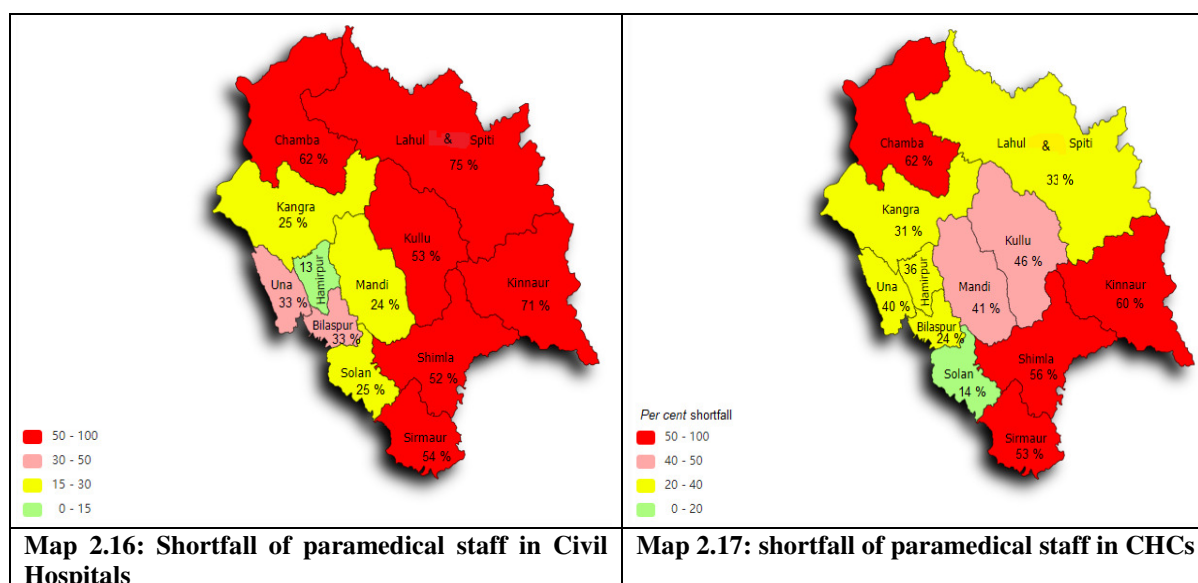 Chamba
62 %
Lahul & Spiti
75 %
Kangra
25 %
Kullu
53 %
Kinnaur
71 %
13
Hamirpur
Una
33 %
Mandi
24 %
Bilaspur
33 %
Shimla
52 %
Solan
25 %
Sirmaur
54 %
50 - 100
30 - 50
15 - 30
0 - 15
Map 2.16: Shortfall of paramedical staff in Civil
Hospitals
Chamba
62 %
Lahul & Spiti
33 %
Kangra
31 %
Kullu
46 %
Kinnaur
60 %
36
Hamirpur
Una
40 %
Mandi
41 %
Bilaspur
24 %
Shimla
56 %
Solan
14 %
Sirmaur
53 %
Per cent shortfall
50 - 100
40 - 50
20 - 40
0 - 20
Map 2.17: shortfall of paramedical staff in CHCs